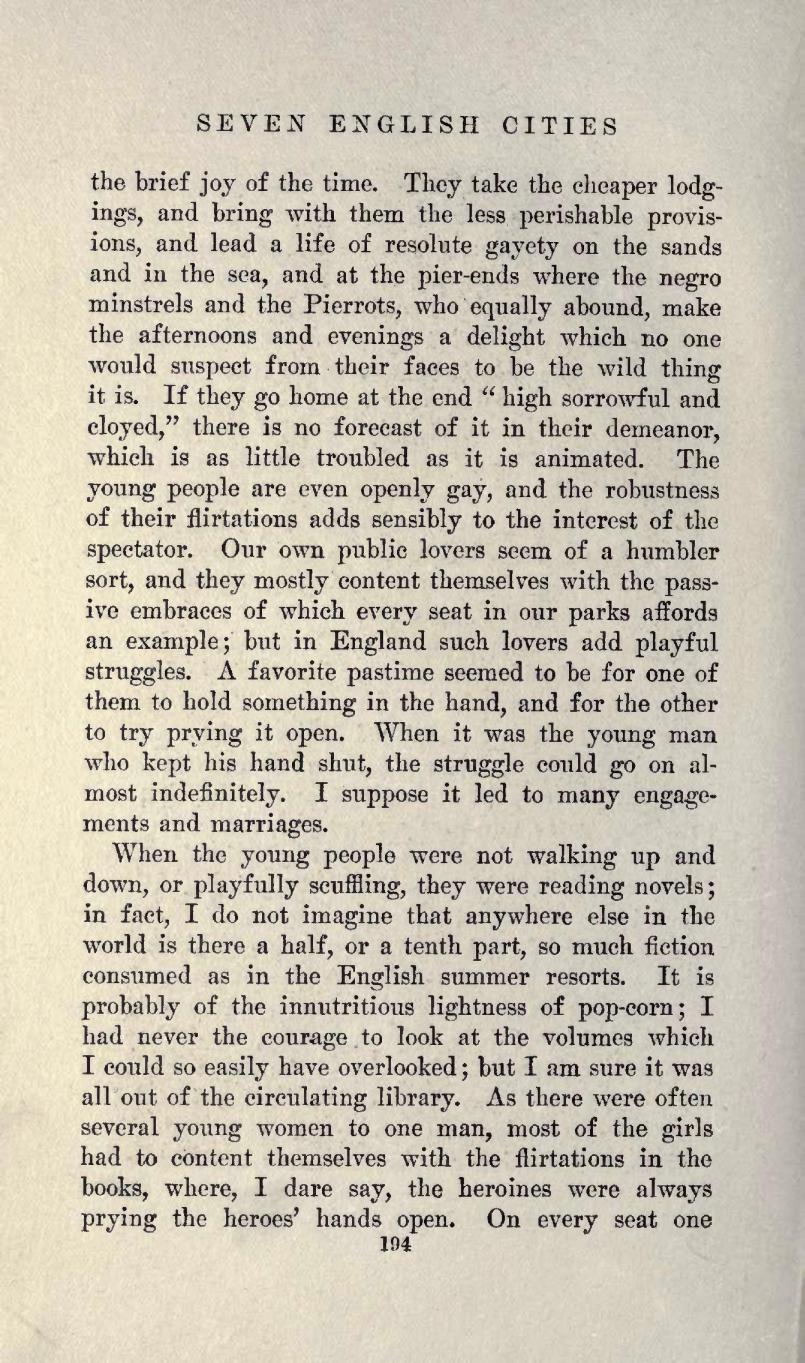 SEVEN ENGLISH CITIES
the brief joy of the time. They take the cheaper lodg-
ings, and bring with them the less perishable provis-
ions, and lead a life of resolute gayety on the sands
and in the sea, and at the pier-ends where the negro
minstrels and the Pierrots, who equally abound, make
the afternoons and evenings a delight which no one
would suspect from their faces to be the wild thing
it is. If they go home at the end “high sorrowful and
cloyed,” there is no forecast of it in their demeanor,
which is as little troubled as it is animated. The
young people are even openly gay, and the robustness
of their flirtations adds sensibly to the interest of the
spectator. Our own public lovers seem of a humbler
sort, and they mostly content themselves with the pass-
ive embraces of which every seat in our parks affords
an example; but in England such lovers add playful
struggles. A favorite pastime seemed to be for one of
them to hold something in the hand, and for the other
to try prying it open. When it was the young man
who kept his hand shut, the struggle could go on al-
most indefinitely. I suppose it led to many engage-
ments and marriages.
When the young people were not walking up and
down, or playfully scuffling, they were reading novels;
in fact, I do not imagine that anywhere else in the
world is there a half, or a tenth part, so much fiction
consumed as in the English summer resorts. It is
probably of the innutritious lightness of pop-corn; I
had never the courage to look at the volumes which
I could so easily have overlooked; but I am sure it was
all out of the circulating library. As there were often
several young women to one man, most of the girls
had to content themselves with the flirtations in the
books, where, I dare say, the heroines were always
prying the heroes’ hands open. On every seat one
194